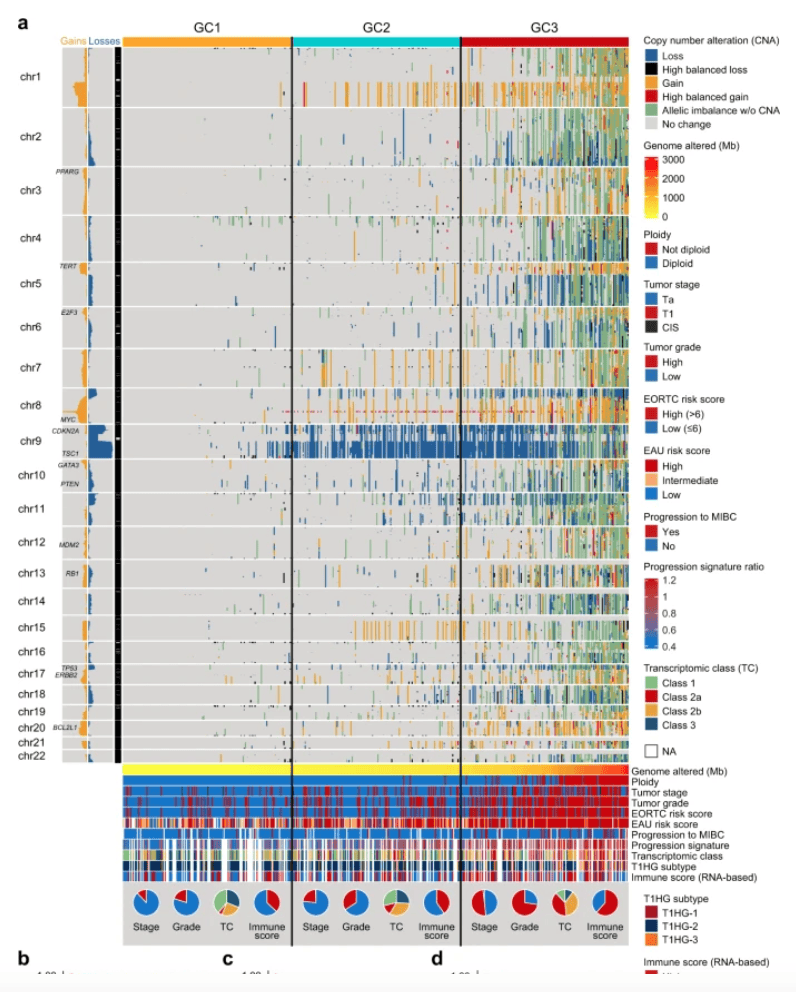 a
GC1 GC2 GC3
Gains Losses
chr1
chr2
PPARG
chr3
chr4
TERT
chr5
E2F3
chr6
chr7
chr8
MYC
CDKN2A
chr9
TSC1
GATA3
chr10
PTEN
chr11
chr12
MDM2
chr13
RB1
chr14
chr15
chr16
TP53
chr17
ERBB2
chr18
chr19
BCL2L1
chr20
chr21
chr22
Copy number alteration (CNA)
Loss
High balanced loss
Gain
High balanced gain
Allelic imbalance w/o CNA
No change
Genome altered (Mb)
3000
2000
1000
0
Ploidy
Not diploid
Diploid
Tumor stage
Ta
T1
CIS
Tumor grade
High
Low
EORTC risk score
High (>6)
Low (≤6)
EAU risk score
High
Intermediate
Low
Progression to MIBC
Yes
No
Progression signature ratio
1.2
1
0.8
0.6
0.4
Transcriptomic class (TC)
Class 1
Class 2a
Class 2b
Class 3
NA
Genome altered (Mb)
Ploidy
Tumor stage
Tumor grade
EORTC risk score
EAU risk score
Progression to MIBC
Progression signature
Transcriptomic class
T1HG subtype
Immune score (RNA-based)
Stage Grade TC Immune score
Stage Grade TC Immune score
Stage Grade TC Immune score
T1HG subtype
T1HG-1
T1HG-2
T1HG-3
Immune score (RNA-based)
b c d